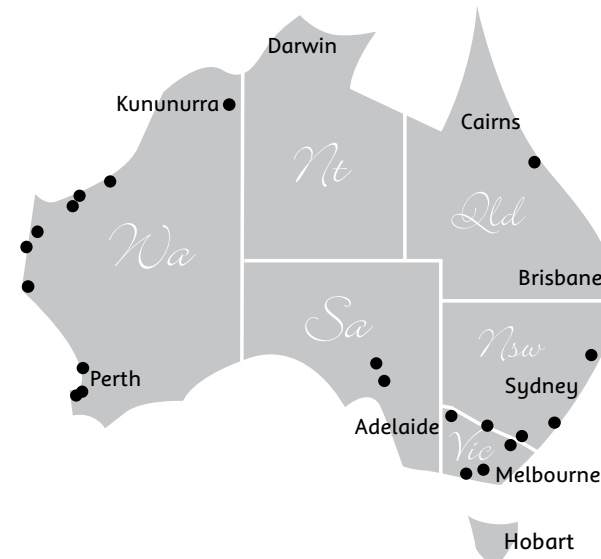 Darwin
Kununurra
Cairns
Nt
Qld
Wa
Brisbane
Sa
Nsw
Perth
Sydney
Adelaide
Vic
Melbourne
Hobart